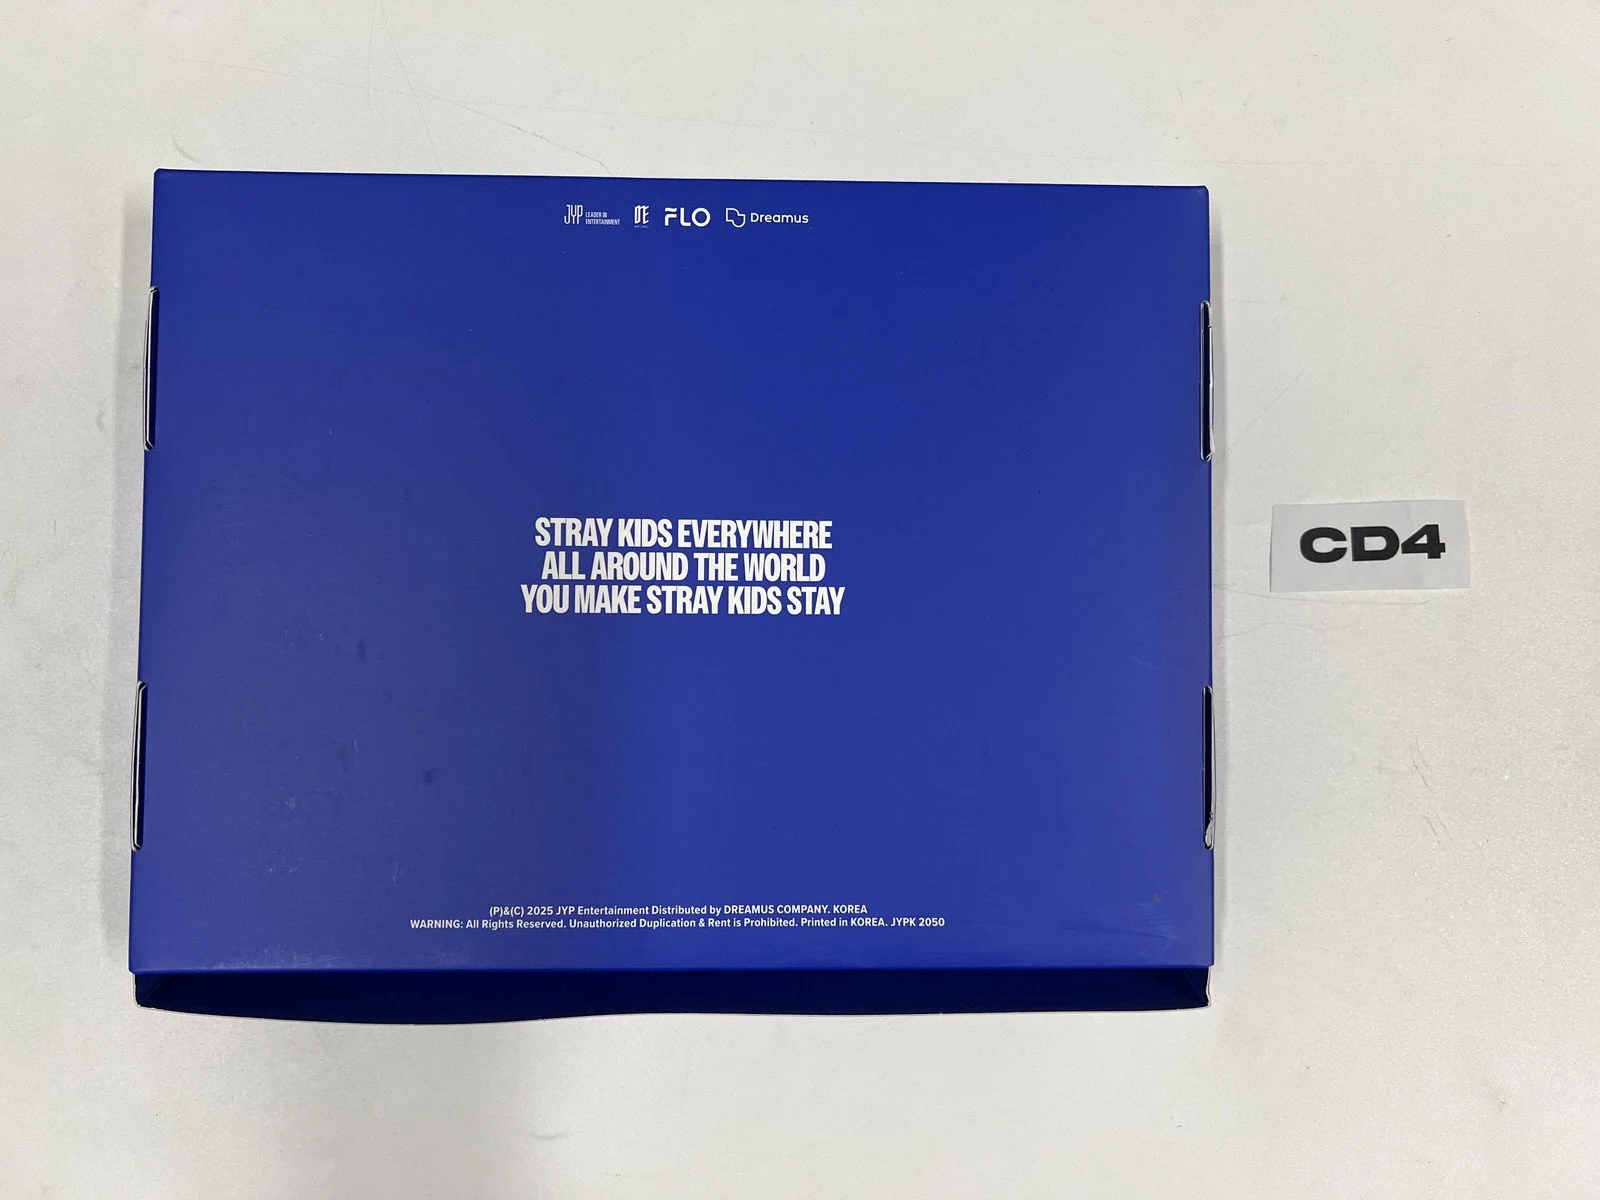 JYP LEADER IN
ENTERTAINMENT
FLO
Dreamus
STRAY KIDS EVERYWHERE
ALL AROUND THE WORLD
YOU MAKE STRAY KIDS STAY
CD4
(P)&(C) 2025 JYP Entertainment Distributed by DREAMUS COMPANY. KOREA
WARNING: All Rights Reserved. Unauthorized Duplication & Rent is Prohibited. Printed in KOREA. JYPK 2050